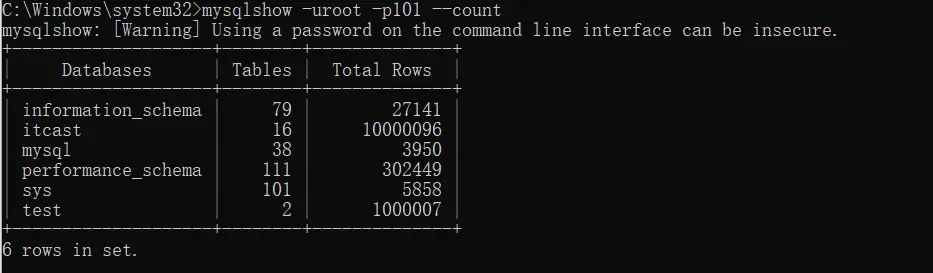 C:\Windows\system32>mysqlshow -uroot -p101 --count
mysqlshow: [Warning] Using a password on the command line interface can be insecure.
+--------------------+--------+--------------+
|     Databases      | Tables |  Total Rows  |
+--------------------+--------+--------------+
| information_schema |     79 |        27141 |
| itcast             |     16 |     10000096 |
| mysql              |     38 |         3950 |
| performance_schema |    111 |       302449 |
| sys                |    101 |         5858 |
| test               |      2 |      1000007 |
+--------------------+--------+--------------+
6 rows in set.